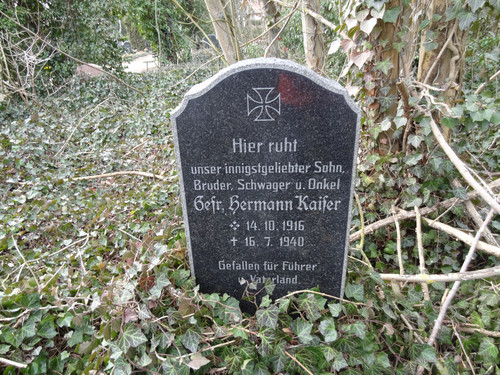 Hier ruht
unser innigstgeliebter Sohn,
Bruder, Schwager u. Onkel
Gefr. Hermann Kaiser
14. 10. 1916
† 16. 7. 1940
Gefallen für Führer
u. Vaterland